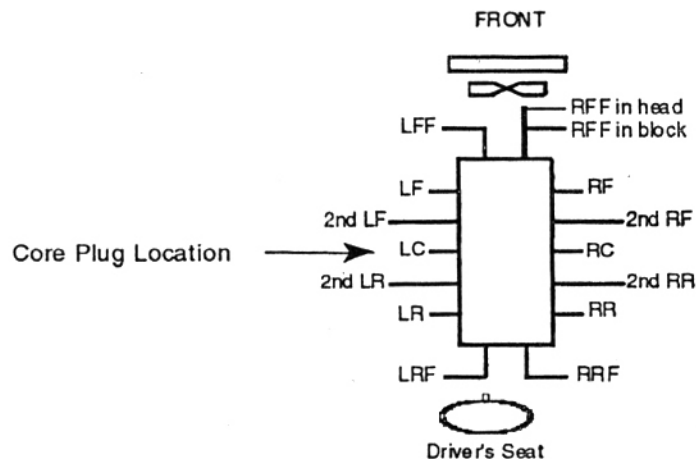 FRONT
RFF in head
LFF
RFF in block
LF
RF
2nd LF
2nd RF
Core Plug Location
LC
RC
2nd LR
2nd RR
LR
RR
LRF
RRF
Driver's Seat